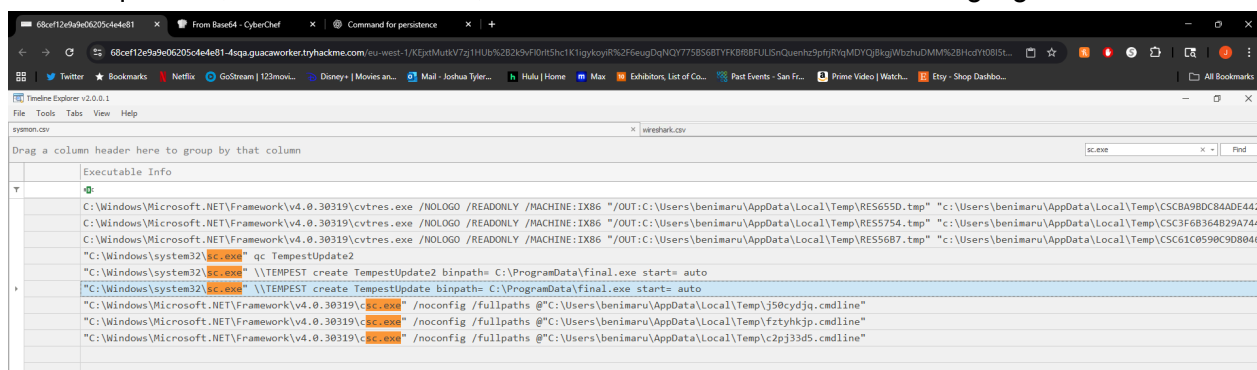 68cef12e9a9e06205c4e4e81
From Base64 - CyberChef
Command for persistence
68cef12e9a9e06205c4e4e81-4sqa.guacaworker.tryhackme.com/eu-west-1/
Twitter
Bookmarks
Netflix
GoStream | 123movi...
Disney+ | Movies an...
Mail - Joshua Tyler...
Hulu | Home
Max
Exhibitors, List of Co...
Past Events - San Fr...
Prime Video | Watch...
Etsy - Shop Dashbo...
All Bookmarks
Timeline Explorer v2.0.0.1
File Tools Tabs View Help
sysmon.csv
wireshark.csv
Drag a column header here to group by that column
sc.exe
Find
Executable Info
C:\Windows\Microsoft.NET\Framework\v4.0.30319\cvtres.exe /NOLOGO /READONLY /MACHINE:IX86 "/OUT:C:\Users\benimaru\AppData\Local\Temp\RES655D.tmp" "c:\Users\benimaru\AppData\Local\Temp\CSCBA9BDC84ADE442
C:\Windows\Microsoft.NET\Framework\v4.0.30319\cvtres.exe /NOLOGO /READONLY /MACHINE:IX86 "/OUT:C:\Users\benimaru\AppData\Local\Temp\RES5754.tmp" "c:\Users\benimaru\AppData\Local\Temp\CSC3F6B364B29A744
C:\Windows\Microsoft.NET\Framework\v4.0.30319\cvtres.exe /NOLOGO /READONLY /MACHINE:IX86 "/OUT:C:\Users\benimaru\AppData\Local\Temp\RES56B7.tmp" "c:\Users\benimaru\AppData\Local\Temp\CSC61C0590C9D8046
"C:\Windows\system32\sc.exe" qc TempestUpdate2
"C:\Windows\system32\sc.exe" \\TEMPEST create TempestUpdate2 binpath= C:\ProgramData\final.exe start= auto
"C:\Windows\system32\sc.exe" \\TEMPEST create TempestUpdate binpath= C:\ProgramData\final.exe start= auto
"C:\Windows\Microsoft.NET\Framework\v4.0.30319\csc.exe" /noconfig /fullpaths @"C:\Users\benimaru\AppData\Local\Temp\j50cydjq.cmdline"
"C:\Windows\Microsoft.NET\Framework\v4.0.30319\csc.exe" /noconfig /fullpaths @"C:\Users\benimaru\AppData\Local\Temp\fztyhkjp.cmdline"
"C:\Windows\Microsoft.NET\Framework\v4.0.30319\csc.exe" /noconfig /fullpaths @"C:\Users\benimaru\AppData\Local\Temp\c2pj33d5.cmdline"